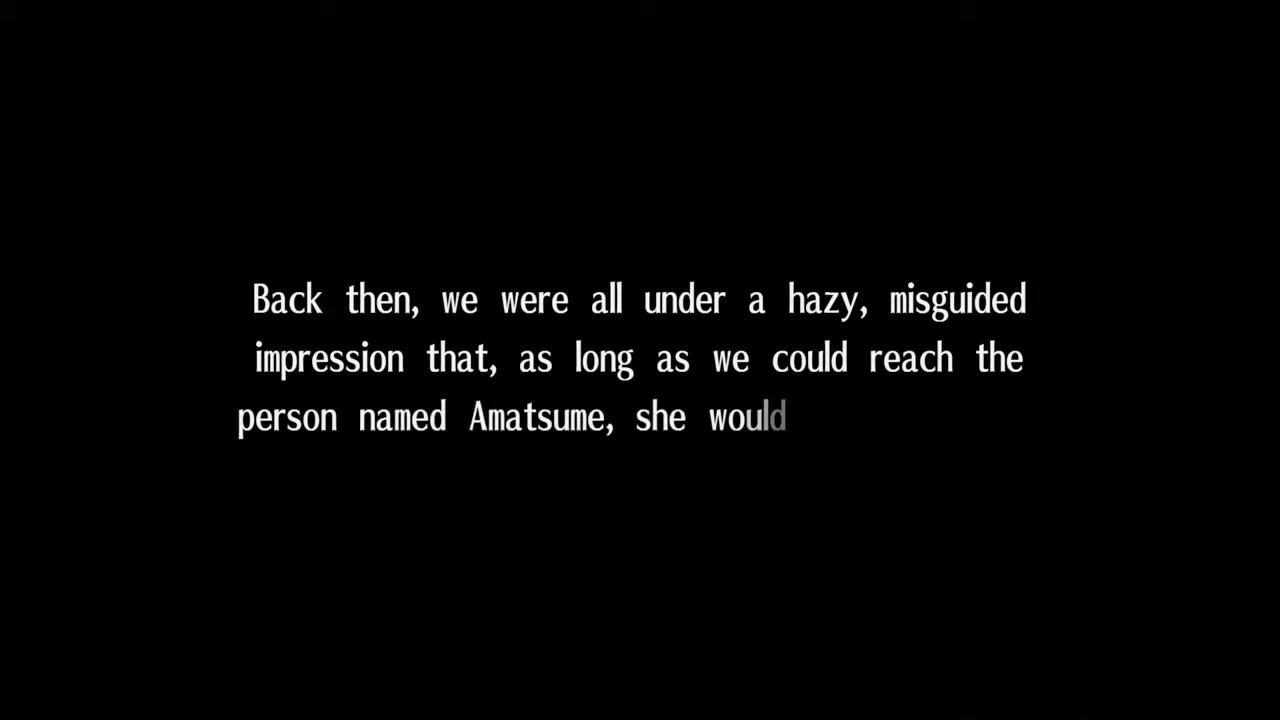 Back then, we were all under a hazy, misguided
impression that, as long as we could reach the
person named Amatsume, she would